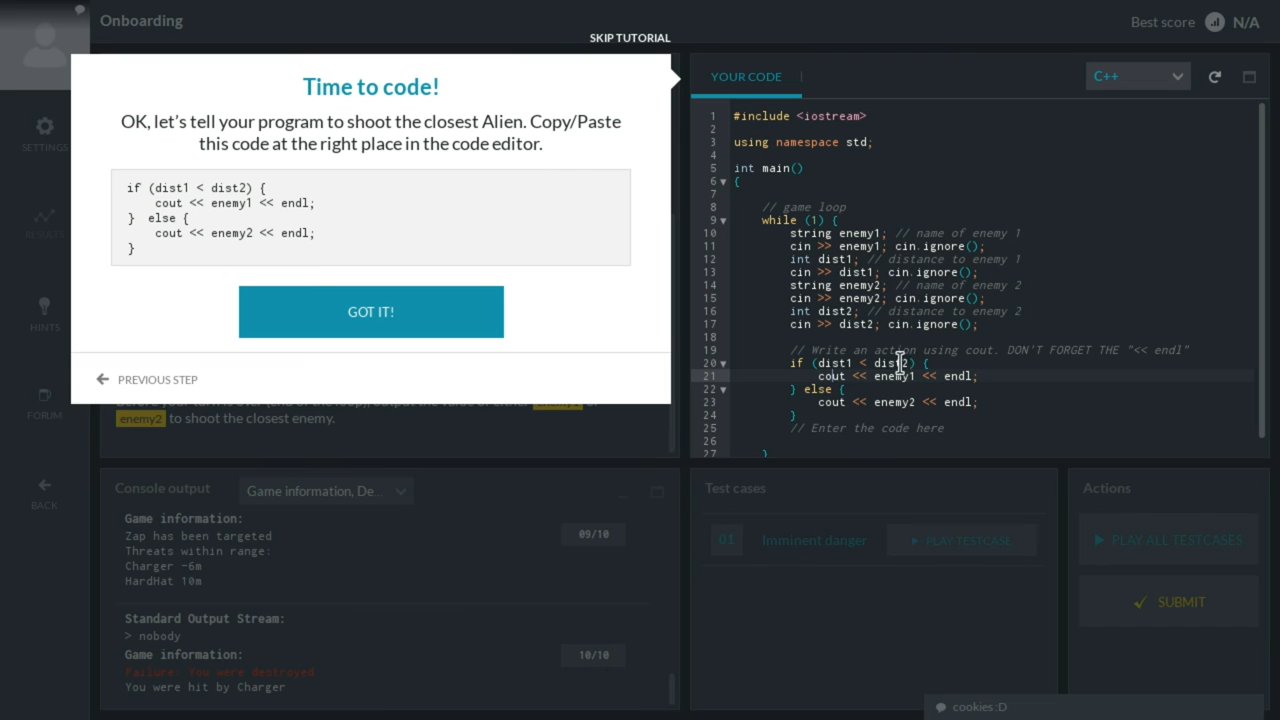 Onboarding
Best score N/A
SKIP TUTORIAL
Time to code!
OK, let's tell your program to shoot the closest Alien. Copy/Paste
this code at the right place in the code editor.
if (dist1 < dist2) {
    cout << enemy1 << endl;
}  else {
    cout << enemy2 << endl;
}
GOT IT!
PREVIOUS STEP
SETTINGS
RESULTS
HINTS
FORUM
BACK
enemy2 to shoot the closest enemy.
YOUR CODE
C++
1 #include <iostream>
2
3 using namespace std;
4
5 int main()
6 {
7
8     // game loop
9     while (1) {
10         string enemy1; // name of enemy 1
11         cin >> enemy1; cin.ignore();
12         int dist1; // distance to enemy 1
13         cin >> dist1; cin.ignore();
14         string enemy2; // name of enemy 2
15         cin >> enemy2; cin.ignore();
16         int dist2; // distance to enemy 2
17         cin >> dist2; cin.ignore();
18
19         // Write an action using cout. DON'T FORGET THE "<< endl"
20         if (dist1 < dist2) {
21             cout << enemy1 << endl;
22         } else {
23             cout << enemy2 << endl;
24         }
25         // Enter the code here
26
27     }
Console output
Game information, De...
Game information:
09/10
Zap has been targeted
Threats within range:
Charger -6m
HardHat 10m
Standard Output Stream:
> nobody
Game information:
10/10
Failure: You were destroyed
You were hit by Charger
Test cases
01 Imminent danger
PLAY TESTCASE
Actions
PLAY ALL TESTCASES
SUBMIT
cookies :D